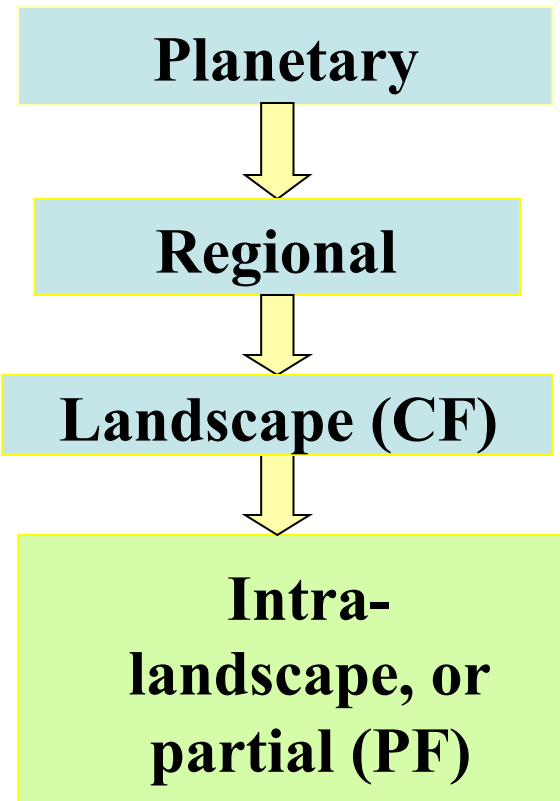 Planetary
Regional
Landscape (CF)
Intra-
landscape, or
partial (PF)